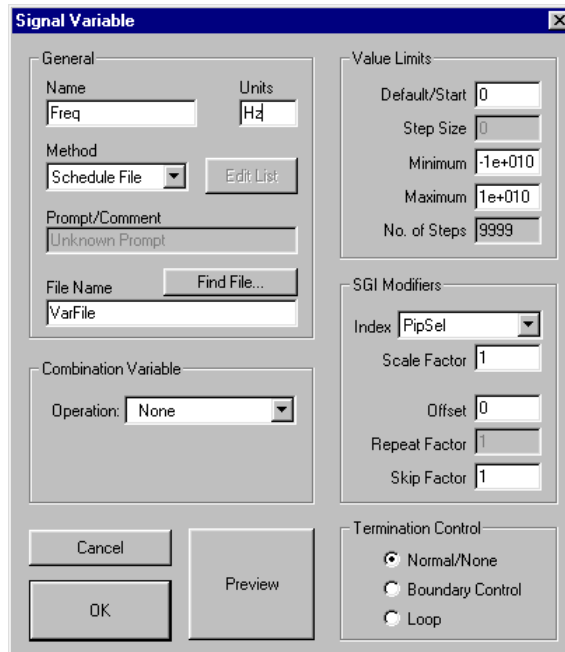 Signal Variable
General
Name Units
Freq Hz
Method
Schedule File Edit List
Prompt/Comment
Unknown Prompt
File Name Find File...
VarFile
Combination Variable
Operation: None
Cancel
OK
Preview
Value Limits
Default/Start 0
Step Size 0
Minimum -1e+010
Maximum 1e+010
No. of Steps 9999
SGI Modifiers
Index PipSel
Scale Factor 1
Offset 0
Repeat Factor 1
Skip Factor 1
Termination Control
Normal/None
Boundary Control
Loop